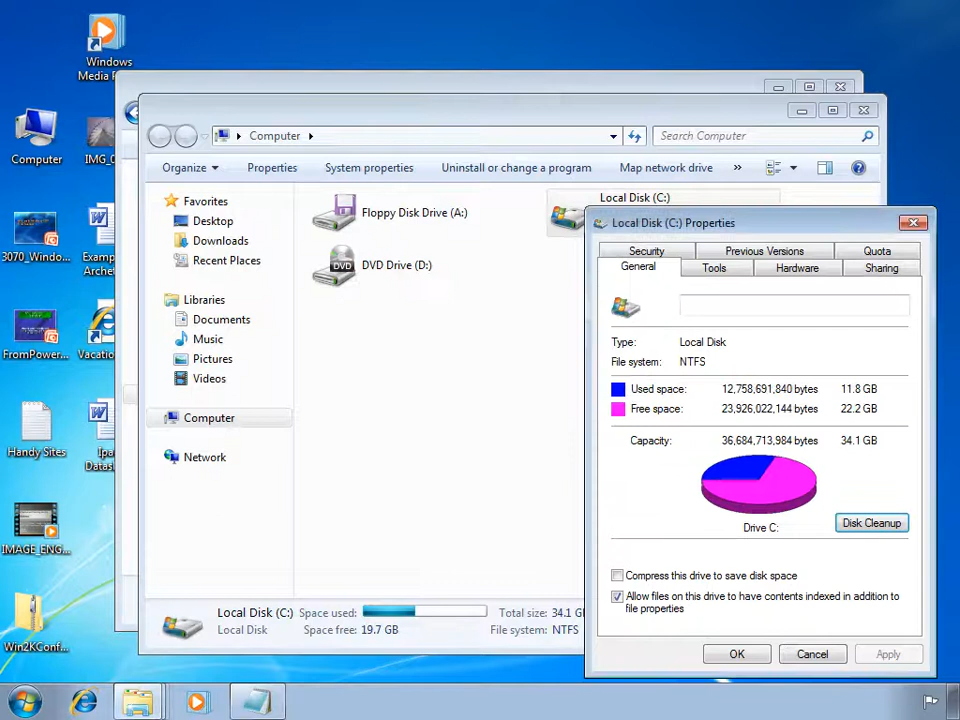 Windows
Media P...
Computer
IMG_0
3070_Windo...
Examp
Archet
FromPower...
Vacatio
Handy Sites
Ipa
Datas
IMAGE_ENG...
Win2KConf...
Computer
Search Computer
Organize
Properties
System properties
Uninstall or change a program
Map network drive
»
Favorites
Desktop
Downloads
Recent Places
Libraries
Documents
Music
Pictures
Videos
Computer
Network
Floppy Disk Drive (A:)
DVD
DVD Drive (D:)
Local Disk (C:)
Local Disk (C:) Space used:
Total size: 34.1 GB
Local Disk
Space free: 19.7 GB
File system: NTFS
Local Disk (C:) Properties
Security
Previous Versions
Quota
General
Tools
Hardware
Sharing
Type: Local Disk
File system: NTFS
Used space: 12,758,691,840 bytes 11.8 GB
Free space: 23,926,022,144 bytes 22.2 GB
Capacity: 36,684,713,984 bytes 34.1 GB
Drive C:
Disk Cleanup
Compress this drive to save disk space
Allow files on this drive to have contents indexed in addition to
file properties
OK
Cancel
Apply